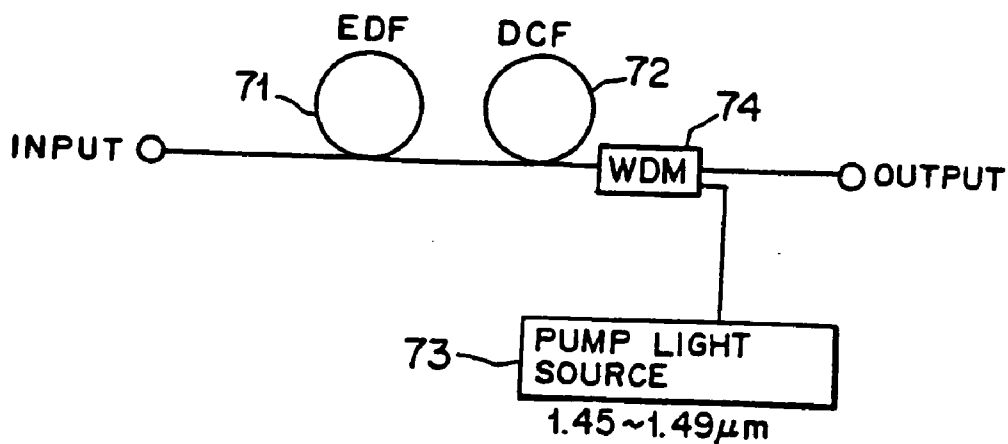 EDF
DCF
71
72
74
INPUT
WDM
OUTPUT
73
PUMP LIGHT
SOURCE
1.45~1.49μm